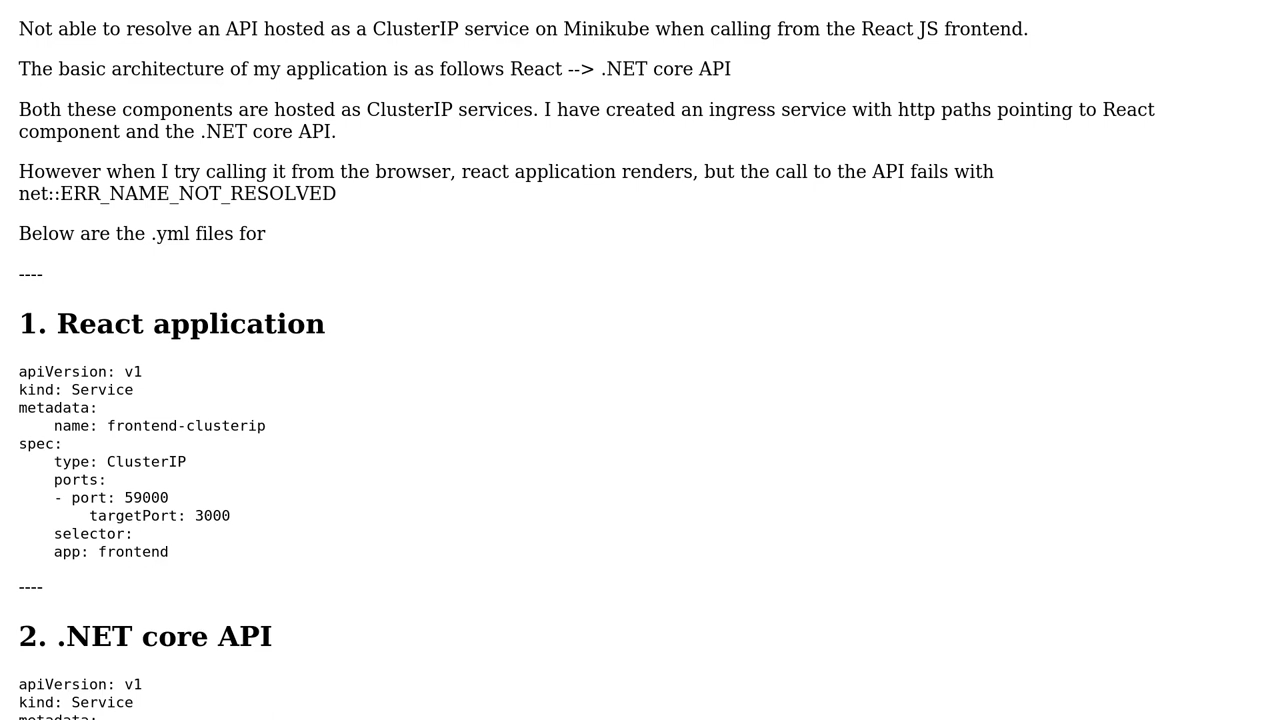 Not able to resolve an API hosted as a ClusterIP service on Minikube when calling from the React JS frontend.
The basic architecture of my application is as follows React --> .NET core API
Both these components are hosted as ClusterIP services. I have created an ingress service with http paths pointing to React
component and the .NET core API.
However when I try calling it from the browser, react application renders, but the call to the API fails with
net::ERR_NAME_NOT_RESOLVED
Below are the .yml files for
----
1. React application
apiVersion: v1
kind: Service
metadata:
    name: frontend-clusterip
spec:
    type: ClusterIP
    ports:
    - port: 59000
        targetPort: 3000
    selector:
    app: frontend
----
2. .NET core API
apiVersion: v1
kind: Service
metadata: